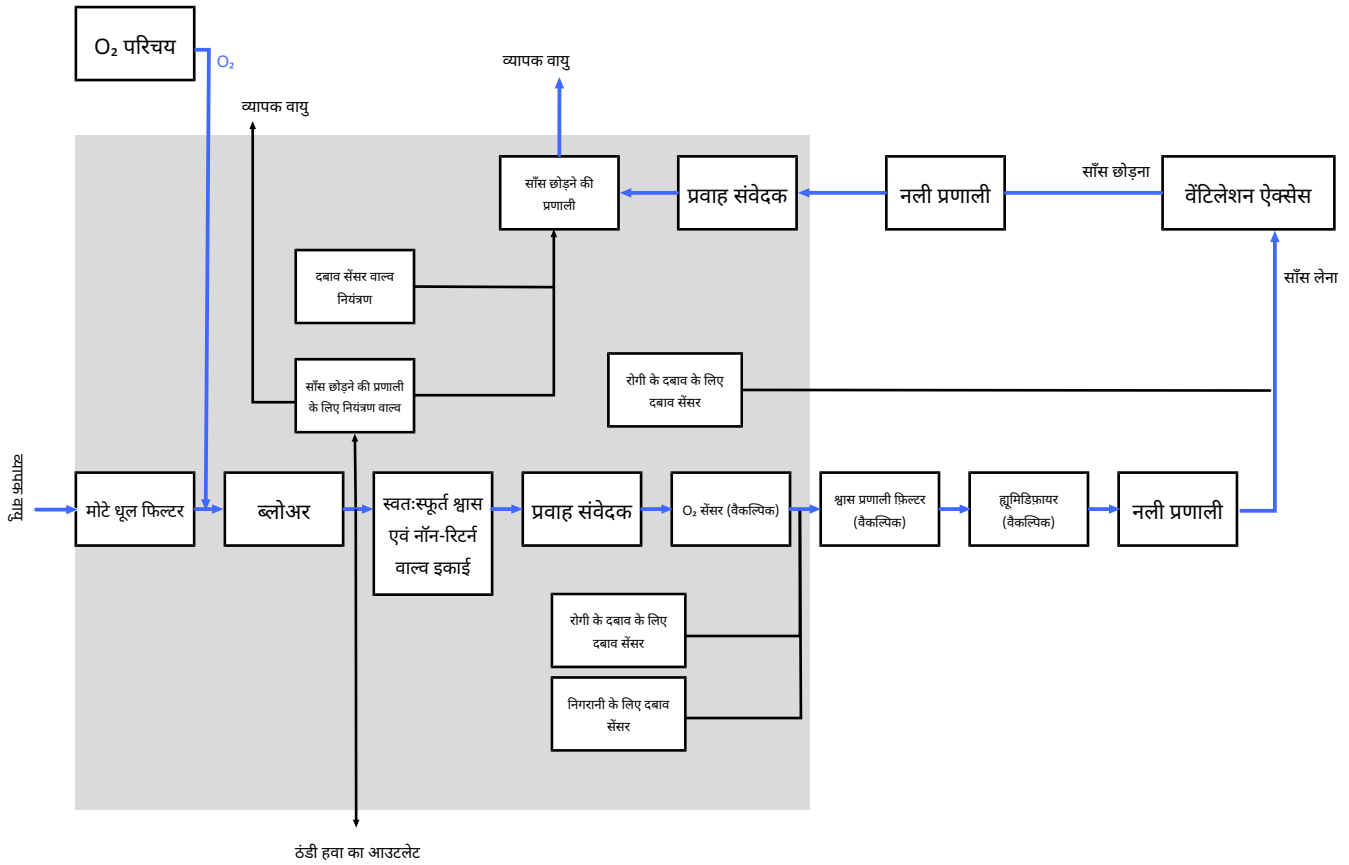 O₂ परिचय
O₂
व्यापक वायु
व्यापक वायु
साँस छोड़ने की
प्रणाली
प्रवाह संवेदक
नली प्रणाली
साँस छोड़ना
वेंटिलेशन ऐक्सेस
साँस लेना
दबाव सेंसर वाल्व
नियंत्रण
साँस छोड़ने की प्रणाली
के लिए नियंत्रण वाल्व
रोगी के दबाव के लिए
दबाव सेंसर
व्यापक वायु
मोटे धूल फिल्टर
ब्लोअर
स्वतःस्फूर्त श्वास
एवं नॉन-रिटर्न
वाल्व इकाई
प्रवाह संवेदक
O₂ सेंसर (वैकल्पिक)
श्वास प्रणाली फ़िल्टर
(वैकल्पिक)
ह्यूमिडिफ़ायर
(वैकल्पिक)
नली प्रणाली
रोगी के दबाव के लिए
दबाव सेंसर
निगरानी के लिए दबाव
सेंसर
ठंडी हवा का आउटलेट